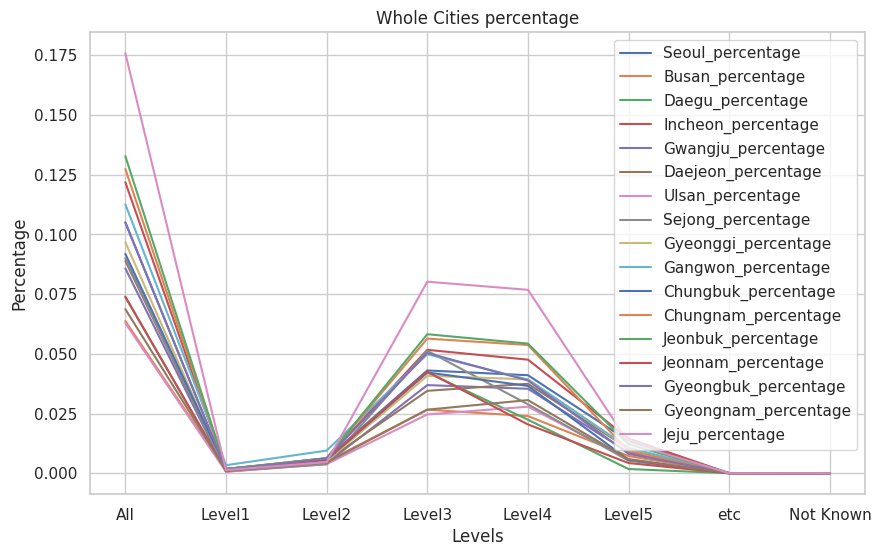 Whole Cities percentage
0.175
0.150
0.125
0.100
0.075
0.050
0.025
0.000
Percentage
Seoul_percentage
Busan_percentage
Daegu_percentage
Incheon_percentage
Gwangju_percentage
Daejeon_percentage
Ulsan_percentage
Sejong_percentage
Gyeonggi_percentage
Gangwon_percentage
Chungbuk_percentage
Chungnam_percentage
Jeonbuk_percentage
Jeonnam_percentage
Gyeongbuk_percentage
Gyeongnam_percentage
Jeju_percentage
All Level1 Level2 Level3 Level4 Level5 etc Not Known
Levels